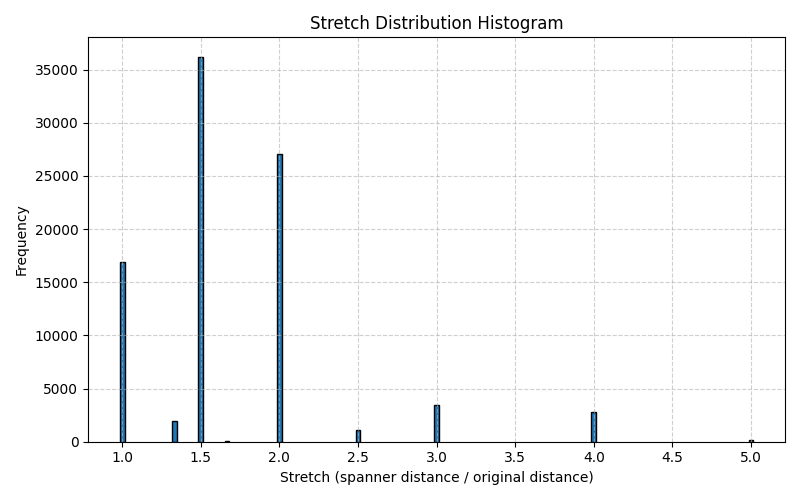 Stretch Distribution Histogram
Frequency
35000
30000
25000
20000
15000
10000
5000
0
1.0 1.5 2.0 2.5 3.0 3.5 4.0 4.5 5.0
Stretch (spanner distance / original distance)